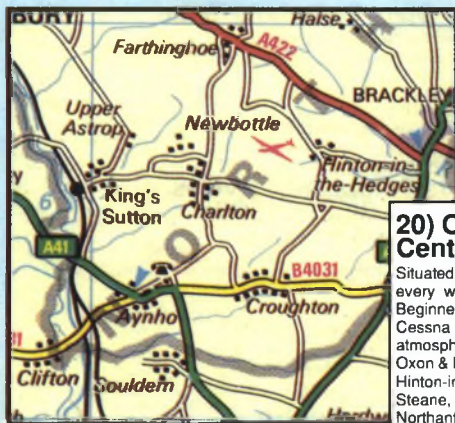 BURY
Halse
Farthinghoe
A422
BRACKLEY
Upper
Astrop
Newbottle
Hinton-in-
the-Hedges
King's
Sutton
Charlton
A41
B4031
Aynho
Croughton
Clifton
Souldern
20) C
Cent
Situated
every w
Beginne
Cessna
atmosph
Oxon &
Hinton-in
Steane,
Northant